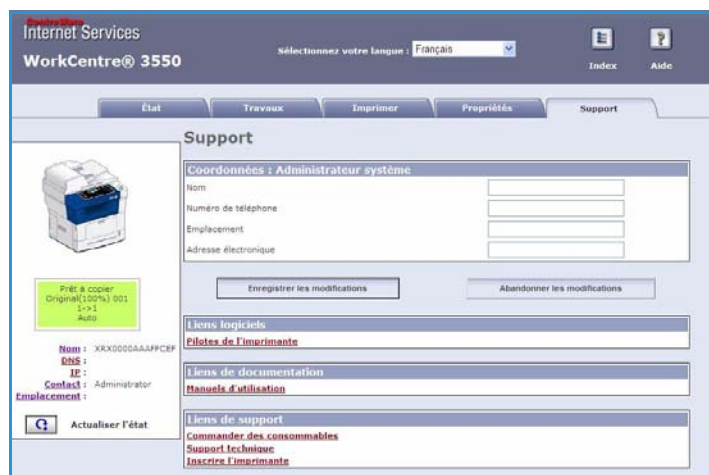 CentreWare
Internet Services
WorkCentre® 3550
Sélectionnez votre langue : Français
Index
Aide
État
Travaux
Imprimer
Propriétés
Support
Support
Coordonnées : Administrateur système
Nom
Numéro de téléphone
Emplacement
Adresse électronique
Enregistrer les modifications
Abandonner les modifications
Prêt à copier
Original(100%) 001
1->1
Auto
Nom : XRX0000AAAFFCEF
DNS :
IP :
Contact : Administrator
Emplacement :
Actualiser l'état
Liens logiciels
Pilotes de l'imprimante
Liens de documentation
Manuels d'utilisation
Liens de support
Commander des consommables
Support technique
Inscrire l'imprimante